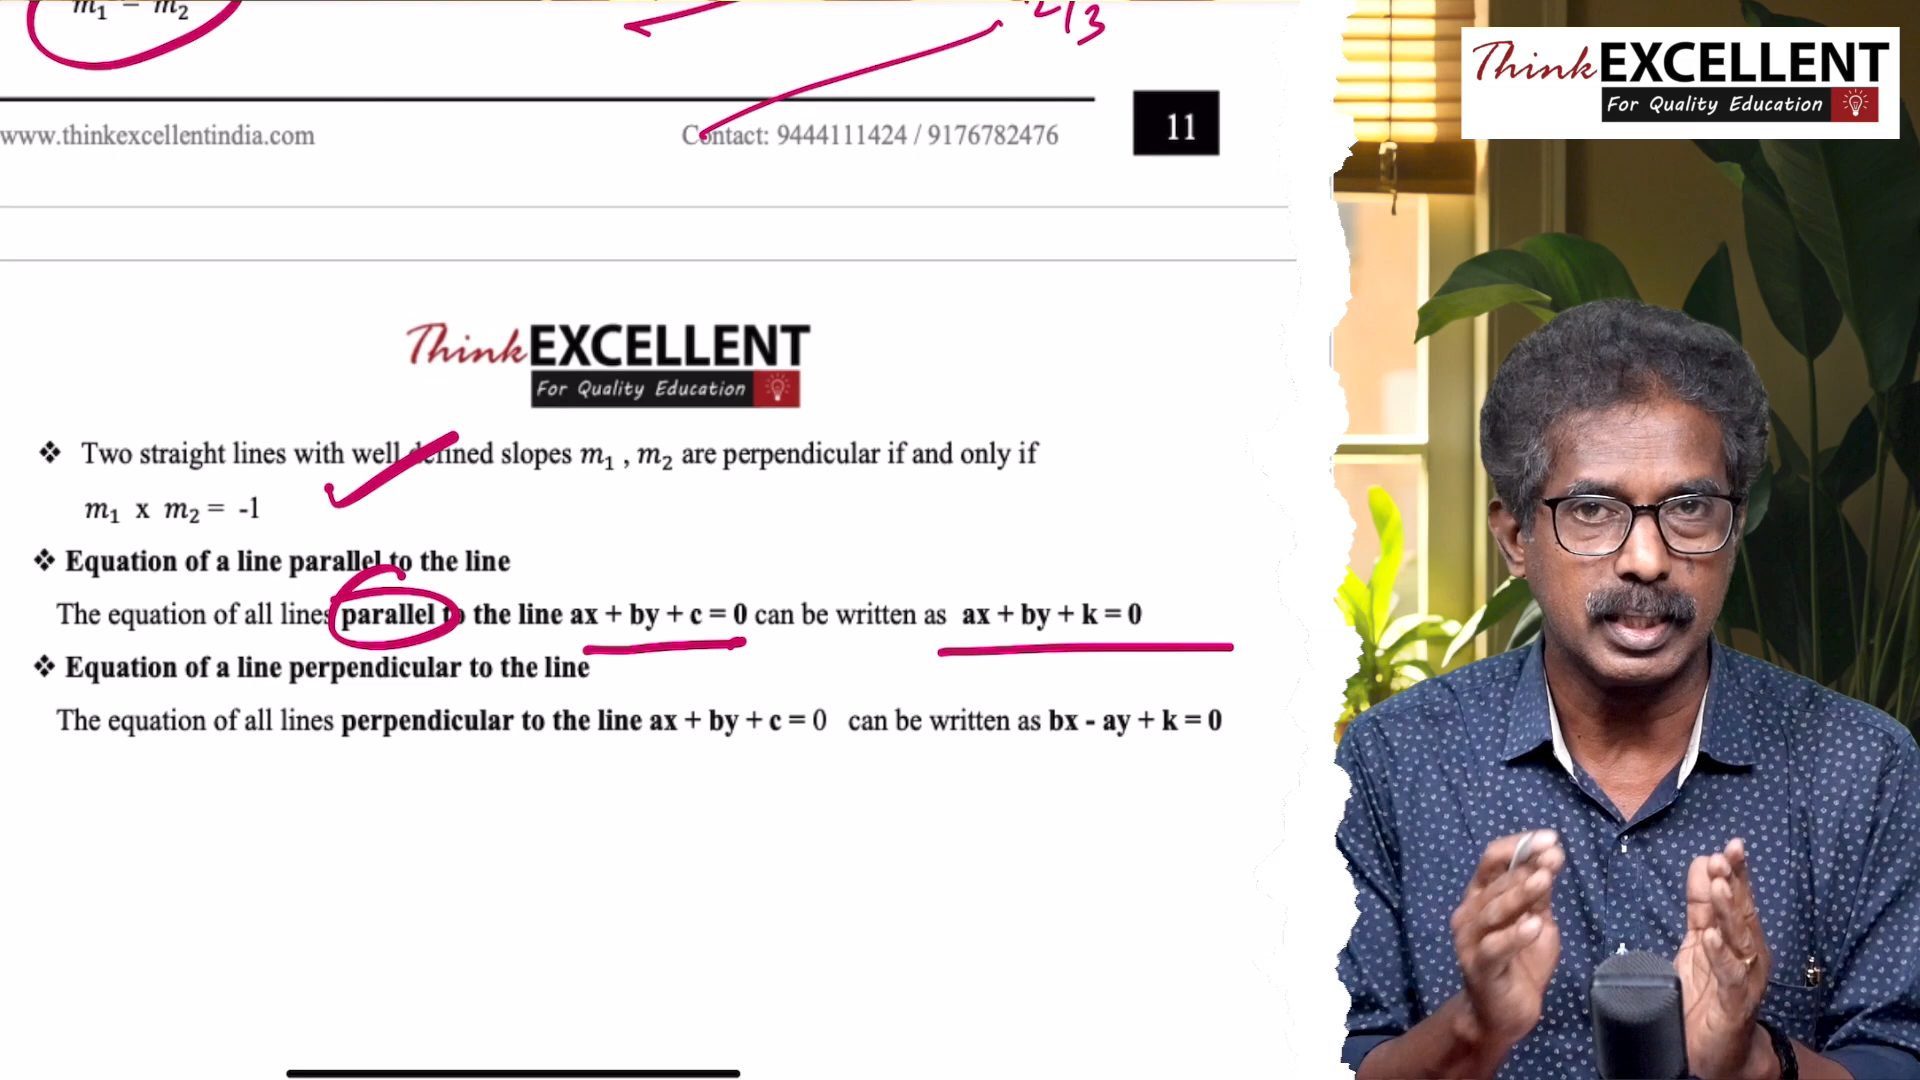 m₁ = m₂
2/3
Think EXCELLENT
For Quality Education
www.thinkexcellentindia.com
Contact: 9444111424 / 9176782476
11
Think EXCELLENT
For Quality Education
❖ Two straight lines with well defined slopes m₁ , m₂ are perpendicular if and only if
m₁ x m₂ = -1
❖ Equation of a line parallel to the line
The equation of all lines parallel to the line ax + by + c = 0 can be written as ax + by + k = 0
❖ Equation of a line perpendicular to the line
The equation of all lines perpendicular to the line ax + by + c = 0 can be written as bx - ay + k = 0